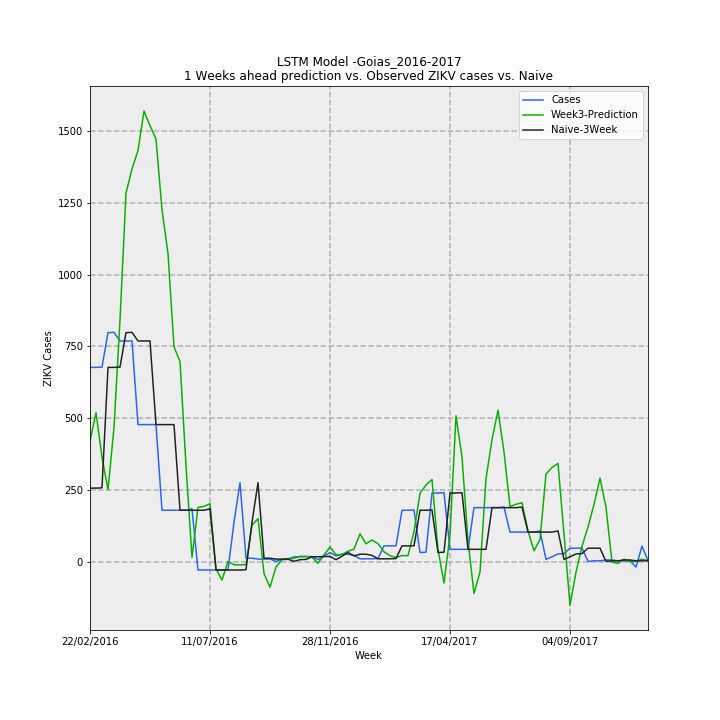 LSTM Model -Goias_2016-2017
1 Weeks ahead prediction vs. Observed ZIKV cases vs. Naive
Cases
Week3-Prediction
Naive-3Week
1500
1250
1000
750
500
250
0
ZIKV Cases
22/02/2016
11/07/2016
28/11/2016
17/04/2017
04/09/2017
Week